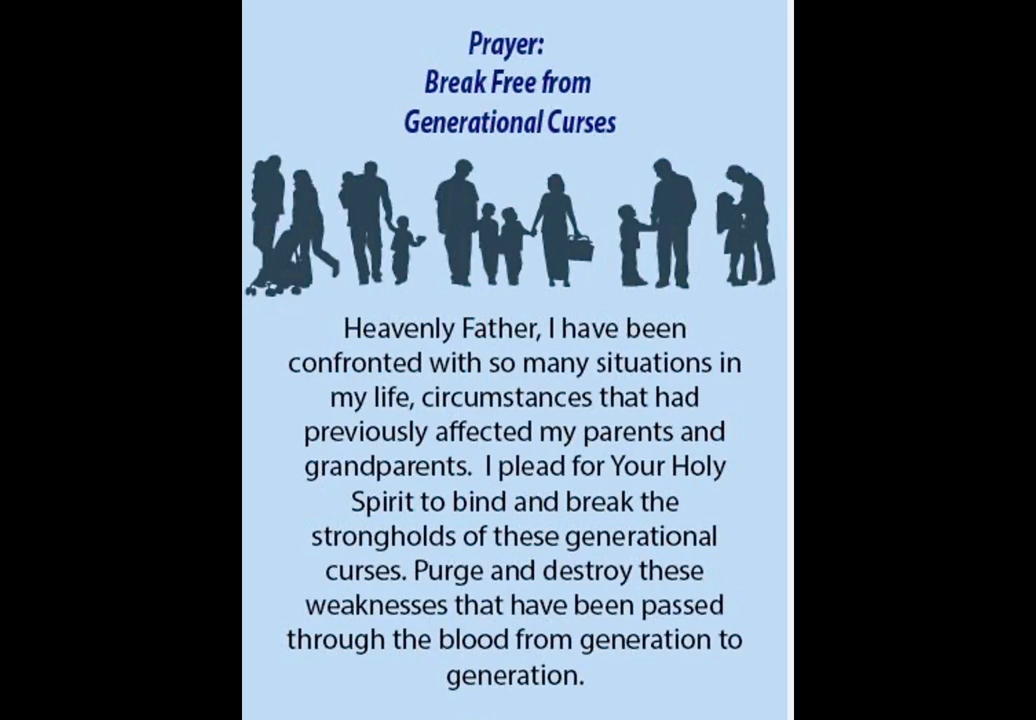 Prayer:
Break Free from
Generational Curses
Heavenly Father, I have been
confronted with so many situations in
my life, circumstances that had
previously affected my parents and
grandparents.  I plead for Your Holy
Spirit to bind and break the
strongholds of these generational
curses. Purge and destroy these
weaknesses that have been passed
through the blood from generation to
generation.